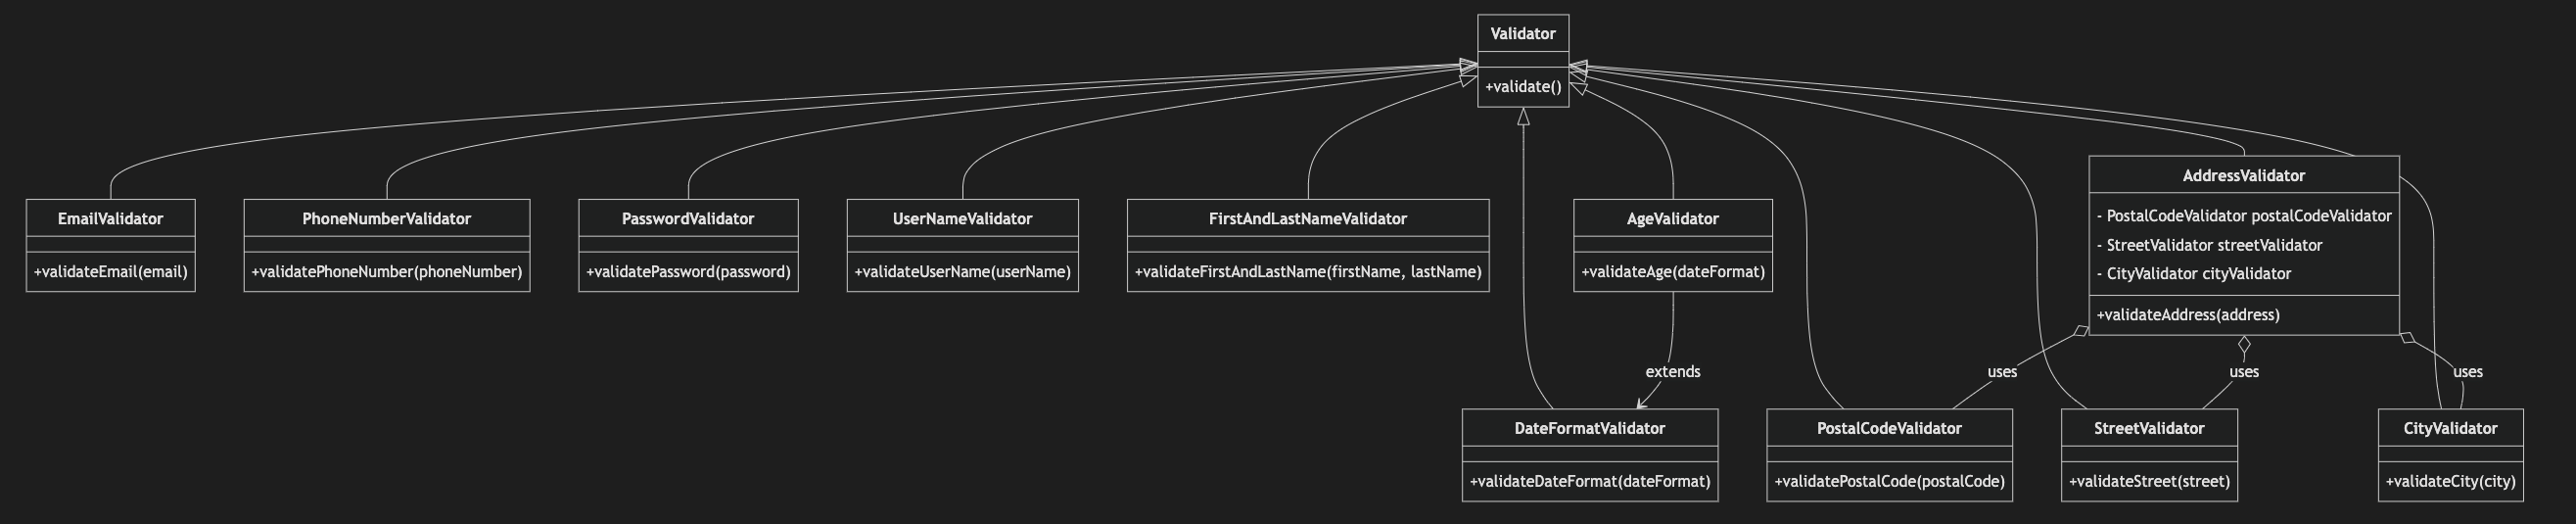 Validator
+validate()
EmailValidator
+validateEmail(email)
PhoneNumberValidator
+validatePhoneNumber(phoneNumber)
PasswordValidator
+validatePassword(password)
UserNameValidator
+validateUserName(userName)
FirstAndLastNameValidator
+validateFirstAndLastName(firstName, lastName)
AgeValidator
+validateAge(dateFormat)
AddressValidator
- PostalCodeValidator postalCodeValidator
- StreetValidator streetValidator
- CityValidator cityValidator
+validateAddress(address)
extends
uses
uses
uses
DateFormatValidator
+validateDateFormat(dateFormat)
PostalCodeValidator
+validatePostalCode(postalCode)
StreetValidator
+validateStreet(street)
CityValidator
+validateCity(city)